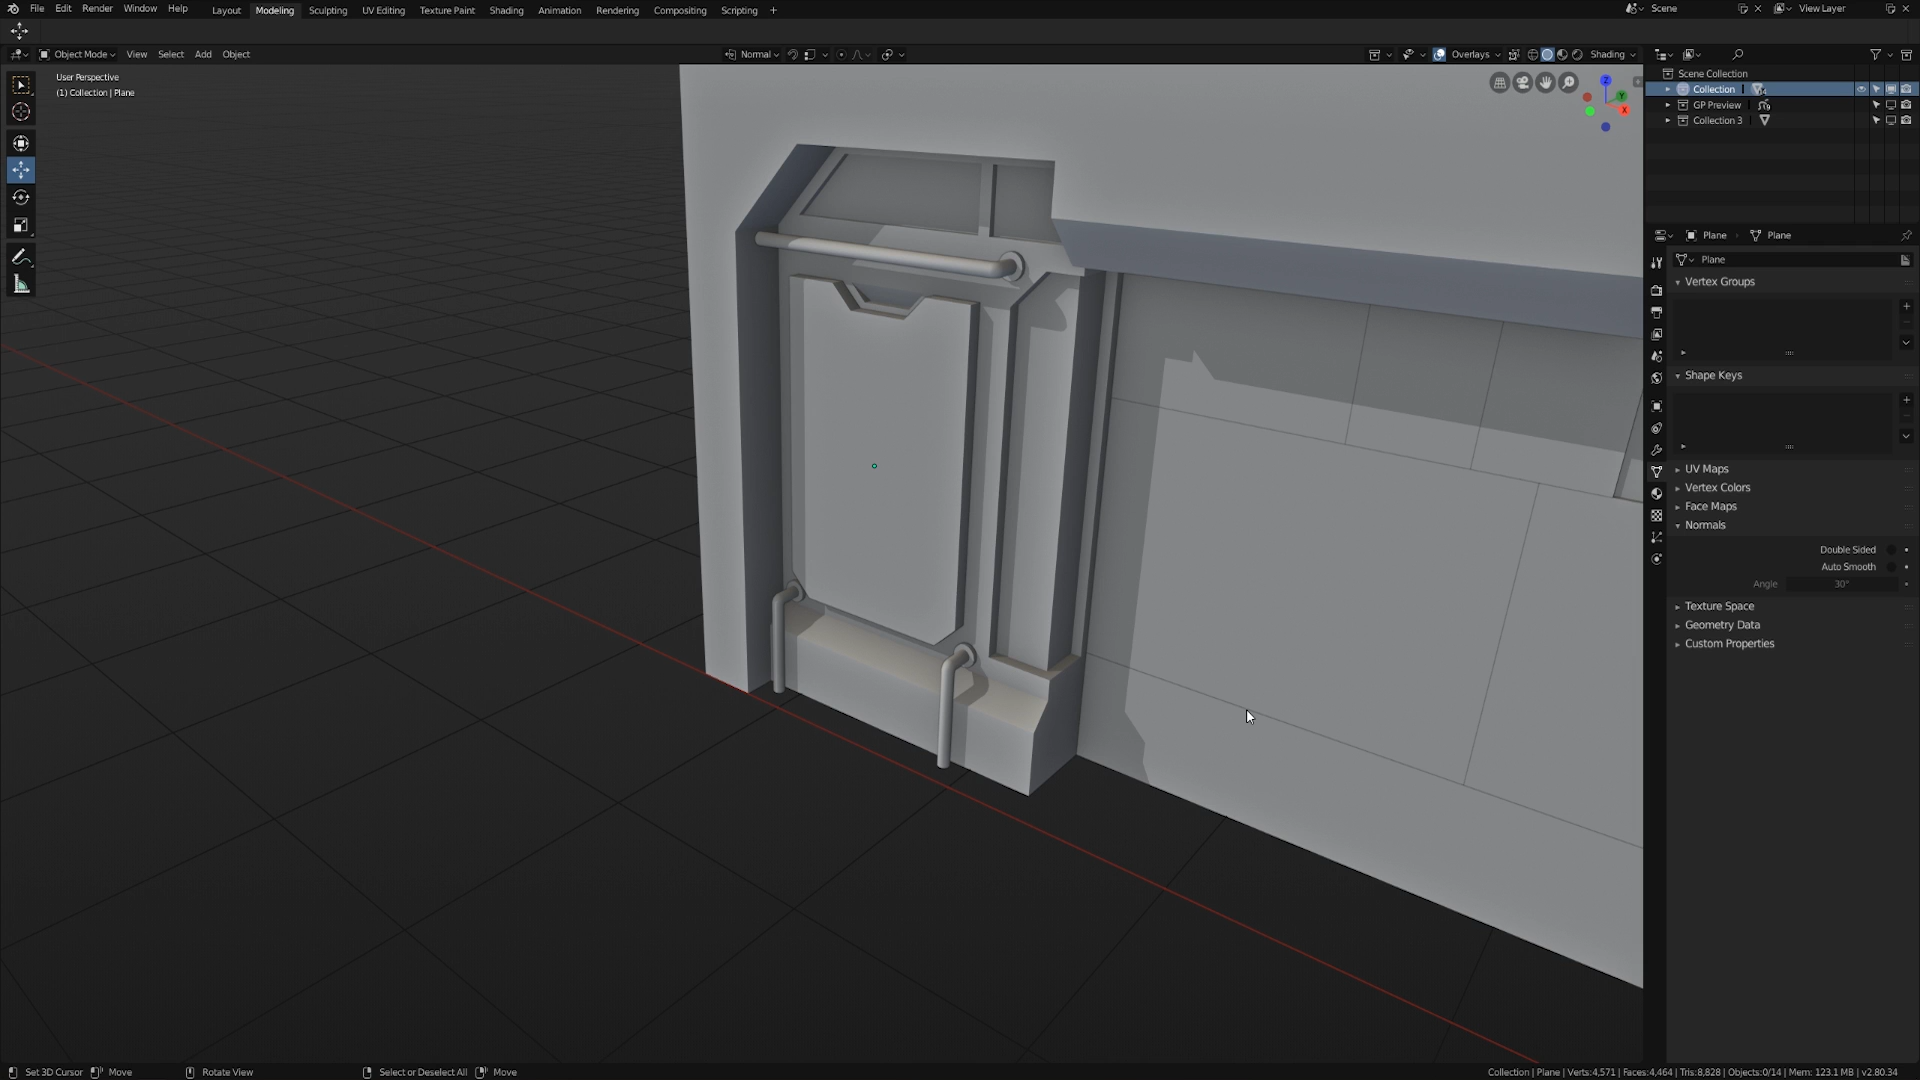 File Edit Render Window Help Layout Modeling Sculpting UV Editing Texture Paint Shading Animation Rendering Compositing Scripting + Scene View Layer
Object Mode View Select Add Object Normal Overlays Shading
User Perspective
(1) Collection | Plane
Z
Y
X
Scene Collection
Collection
GP Preview
Collection 3
Plane Plane
Plane
Vertex Groups
Shape Keys
UV Maps
Vertex Colors
Face Maps
Normals
Double Sided
Auto Smooth
Angle 30°
Texture Space
Geometry Data
Custom Properties
Set 3D Cursor Move Rotate View Select or Deselect All Move Collection | Plane | Verts:4,571 | Faces:4,464 | Tris:8,828 | Objects:0/14 | Mem: 123.1 MB | v2.80.34